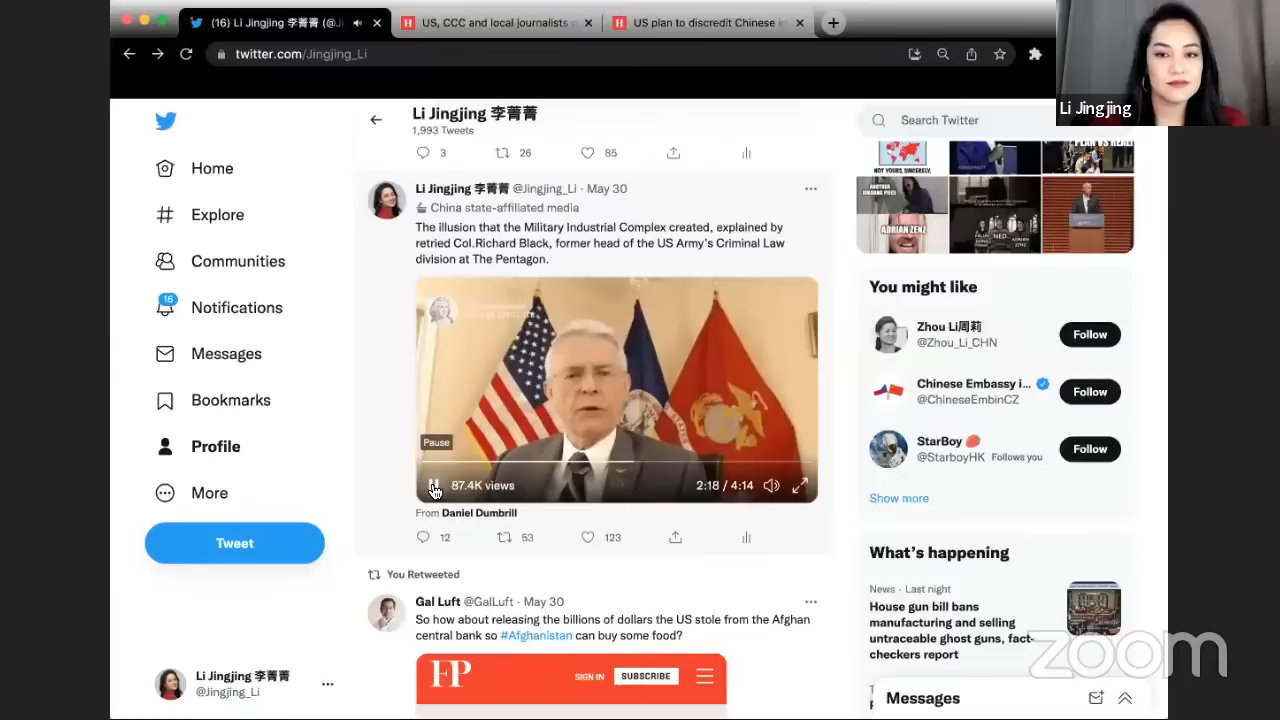 (16) Li Jingjing 李菁菁 (@Ji
US, CCC and local journalists
US plan to discredit Chinese i
twitter.com/Jingjing_Li
Li Jingjing
Li Jingjing 李菁菁
1,993 Tweets
3 26 85
Search Twitter
Home
Explore
Communities
16
Notifications
Messages
Bookmarks
Profile
More
Tweet
Li Jingjing 李菁菁
@Jingjing_Li
Li Jingjing 李菁菁 @Jingjing_Li · May 30
China state-affiliated media
The illusion that the Military Industrial Complex created, explained by
retried Col.Richard Black, former head of the US Army's Criminal Law
division at The Pentagon.
Pause
87.4K views
2:18 / 4:14
From Daniel Dumbrill
12 53 123
You Retweeted
Gal Luft @GalLuft · May 30
So how about releasing the billions of dollars the US stole from the Afghan
central bank so #Afghanistan can buy some food?
FP
SIGN IN
SUBSCRIBE
NOT YOURS, SINCERELY.
ADRIAN ZENZ
NED
You might like
Zhou Li周莉
@Zhou_Li_CHN
Follow
Chinese Embassy i...
@ChineseEmbinCZ
Follow
StarBoy
@StarboyHK Follows you
Follow
Show more
What's happening
News · Last night
House gun bill bans
manufacturing and selling
untraceable ghost guns, fact-
checkers report
zoom
Messages